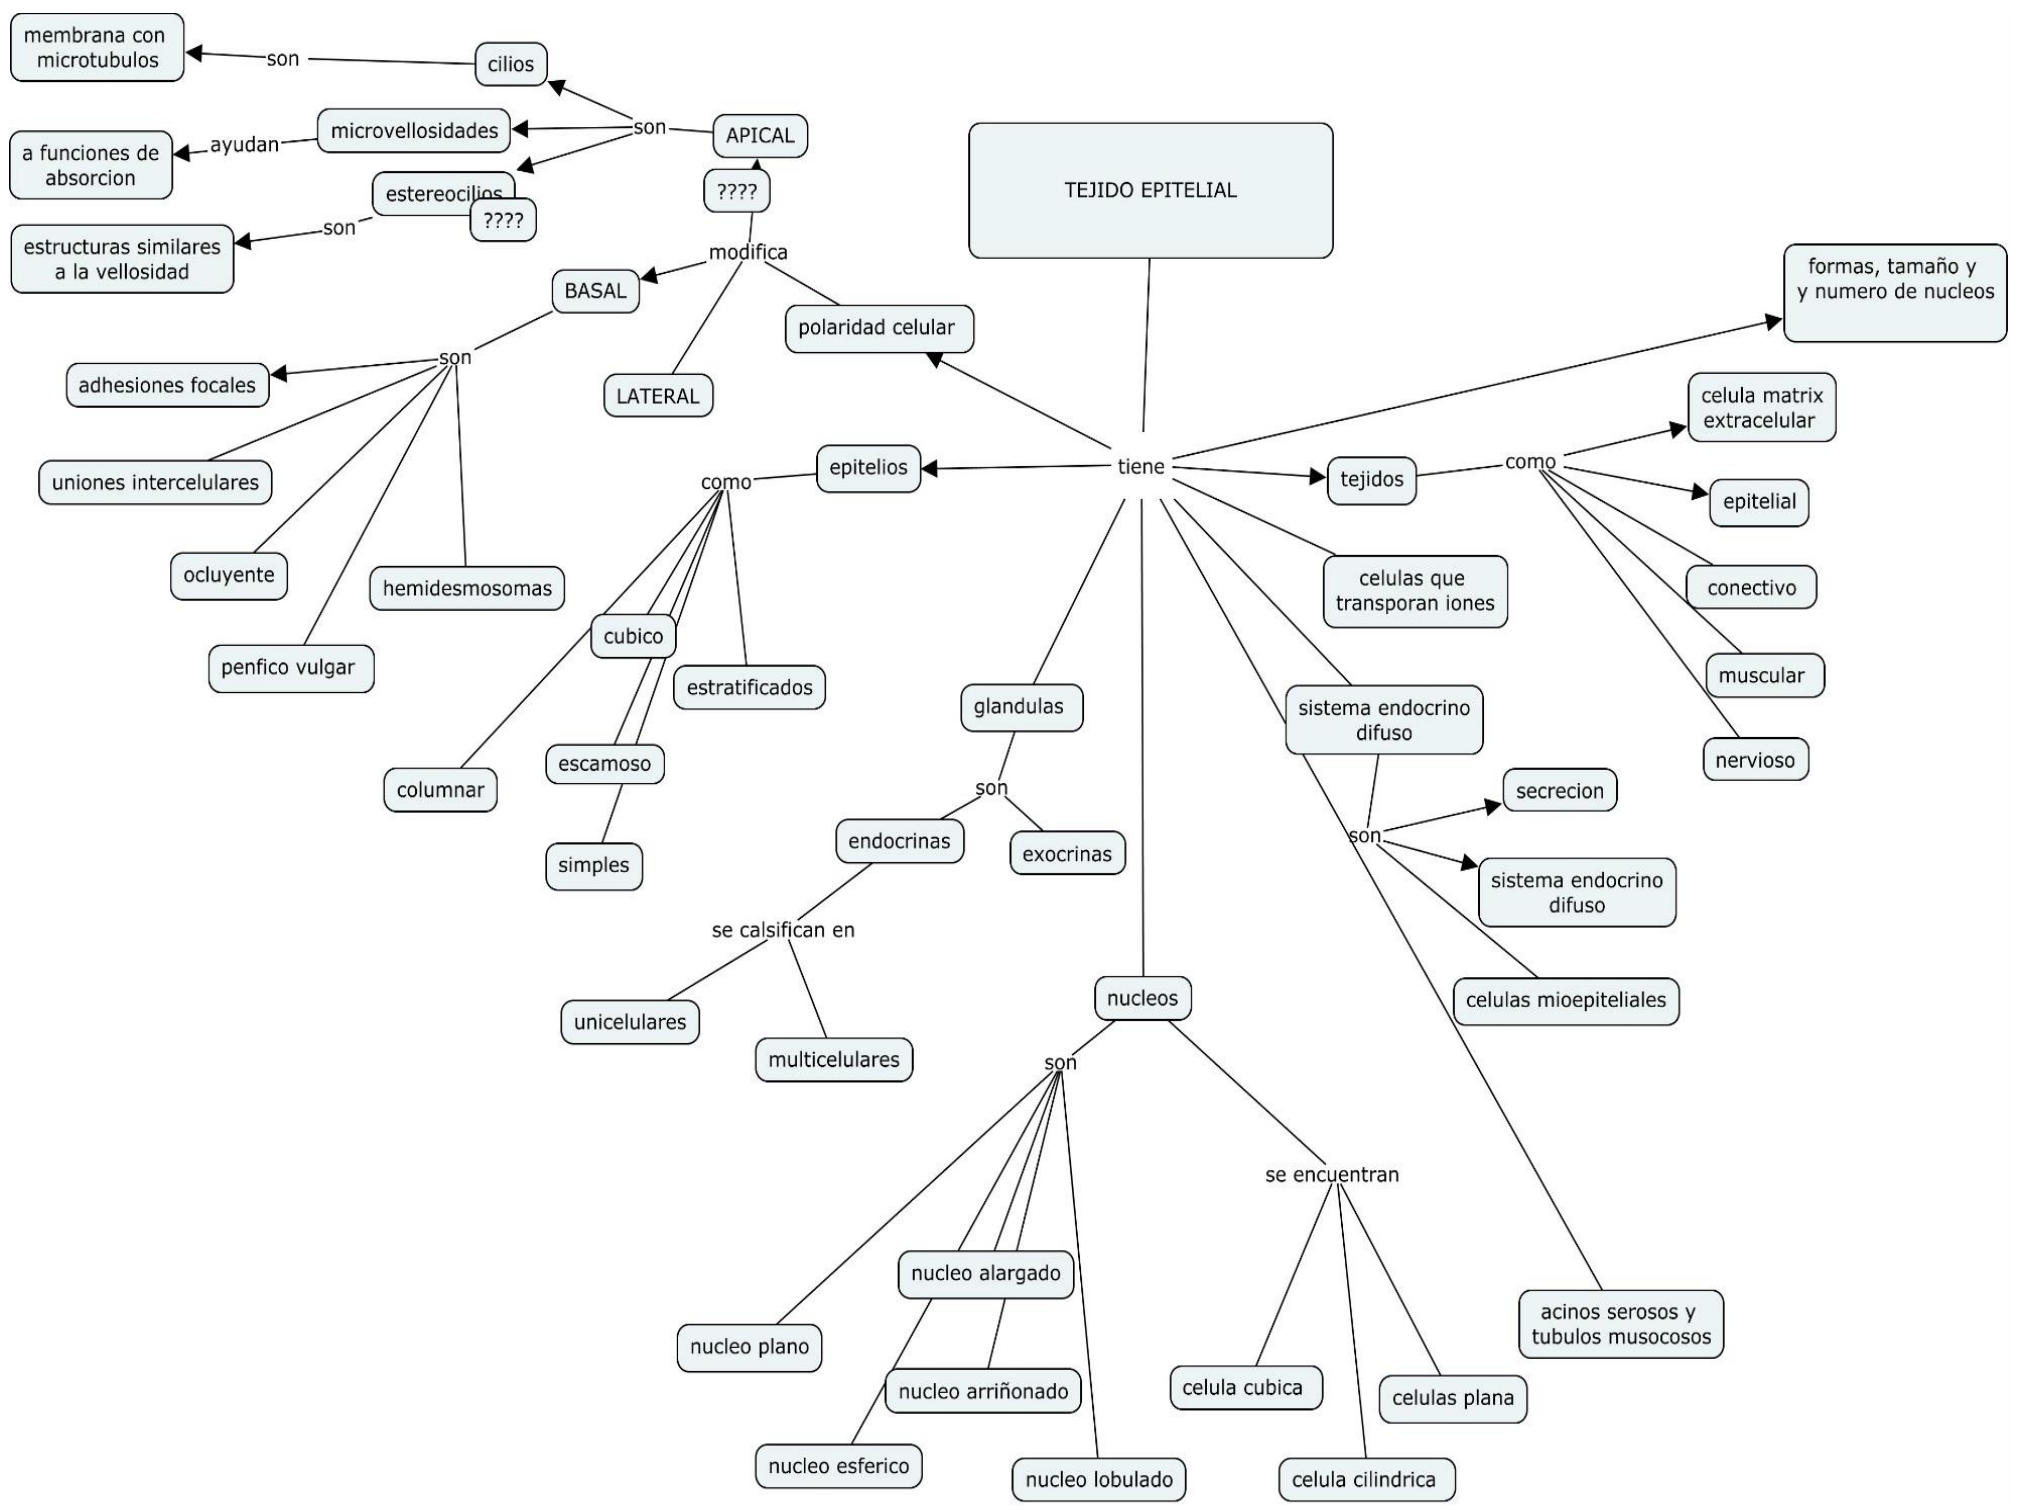 membrana con
microtubulos
son
cilios
a funciones de
absorcion
ayudan
microvellosidades
son
APICAL
estereocilios
????
????
estructuras similares
a la vellosidad
son
modifica
BASAL
polaridad celular
LATERAL
TEJIDO EPITELIAL
formas, tamaño y
y numero de nucleos
son
adhesiones focales
uniones intercelulares
ocluyente
hemidesmosomas
penfico vulgar
tiene
epitelios
como
cubico
estratificados
escamoso
columnar
simples
tejidos
como
celula matrix
extracelular
epitelial
conectivo
muscular
nervioso
celulas que
transporan iones
sistema endocrino
difuso
son
secrecion
sistema endocrino
difuso
celulas mioepiteliales
glandulas
son
endocrinas
exocrinas
se calsifican en
unicelulares
multicelulares
nucleos
son
nucleo alargado
nucleo plano
nucleo arriñonado
nucleo esferico
nucleo lobulado
se encuentran
celula cubica
celulas plana
celula cilindrica
acinos serosos y
tubulos musocosos